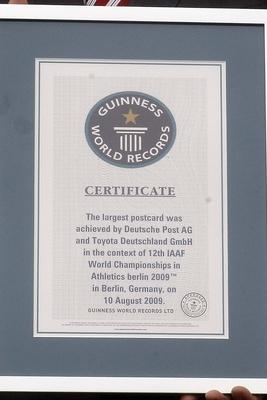 GUINNESS
WORLD RECORDS
CERTIFICATE
The largest postcard was
achieved by Deutsche Post AG
and Toyota Deutschland GmbH
in the context of 12th IAAF
World Championships in
Athletics berlin 2009™
in Berlin, Germany, on
10 August 2009.
GUINNESS WORLD RECORDS LTD